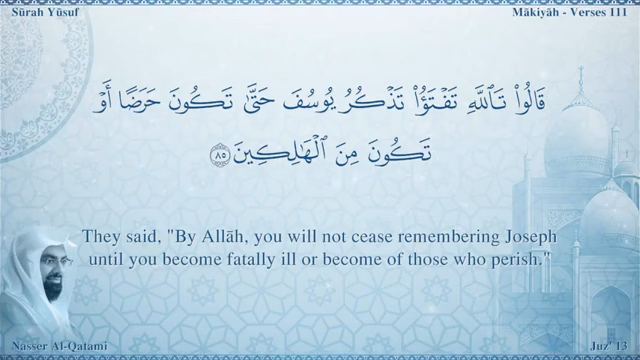 Sūrah Yūsuf
Mākiyāh - Verses 111
قَالُوا۟ تَٱللَّهِ تَفْتَؤُا۟ تَذْكُرُ يُوسُفَ حَتَّىٰ تَكُونَ حَرَضًا أَوْ
تَكُونَ مِنَ ٱلْهَـٰلِكِينَ ٨٥
They said, "By Allāh, you will not cease remembering Joseph
until you become fatally ill or become of those who perish."
Nasser Al-Qatami
Juz' 13